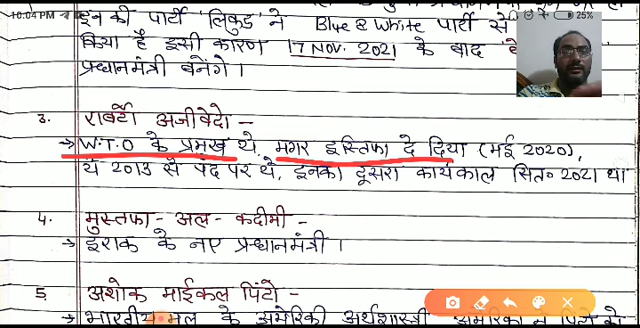 10:04 PM
25%
इन की पार्टी 'लिकुड' ने Blue & White पार्टी से
किया है इसी कारण 17 NOV. 2021 के बाद
प्रधानमंत्री बनेंगे।
3. राबर्टो अजीवेदो –
→ W.T.O के प्रमुख थे, मगर इस्तिफा दे दिया (मई 2020),
ये 2013 से पद पर थे, इनका दूसरा कार्यकाल सित० 2021 था
4. मुस्तफा - अल - कदीमी -
→ इराक के नए प्रधानमंत्री।
5. अशोक माईकल पिंटो –
→ भारतीय मूल के अमेरिकी अर्थशास्त्री